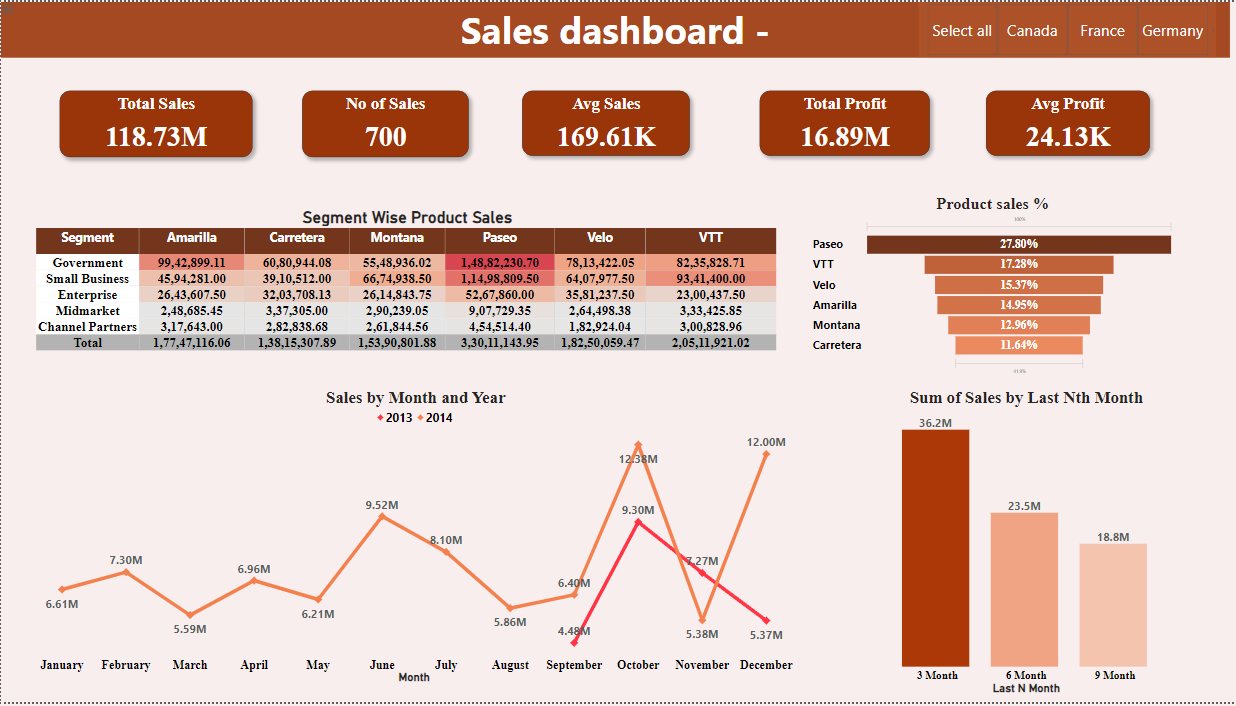 Sales dashboard -
Select all Canada France Germany
Total Sales
118.73M
No of Sales
700
Avg Sales
169.61K
Total Profit
16.89M
Avg Profit
24.13K
Segment Wise Product Sales
Segment Amarilla Carretera Montana Paseo Velo VTT
Government 99,42,899.11 60,80,944.08 55,48,936.02 1,48,82,230.70 78,13,422.05 82,35,828.71
Small Business 45,94,281.00 39,10,512.00 66,74,938.50 1,14,98,809.50 64,07,977.50 93,41,400.00
Enterprise 26,43,607.50 32,03,708.13 26,14,843.75 52,67,860.00 35,81,237.50 23,00,437.50
Midmarket 2,48,685.45 3,37,305.00 2,90,239.05 9,07,729.35 2,64,498.38 3,33,425.85
Channel Partners 3,17,643.00 2,82,838.68 2,61,844.56 4,54,514.40 1,82,924.04 3,00,828.96
Total 1,77,47,116.06 1,38,15,307.89 1,53,90,801.88 3,30,11,143.95 1,82,50,059.47 2,05,11,921.02
Product sales %
100%
Paseo 27.80%
VTT 17.28%
Velo 15.37%
Amarilla 14.95%
Montana 12.96%
Carretera 11.64%
41.9%
Sales by Month and Year
2013 2014
6.61M
7.30M
5.59M
6.96M
6.21M
9.52M
8.10M
5.86M
6.40M
4.48M
12.38M
9.30M
7.27M
5.38M
12.00M
5.37M
January February March April May June July August September October November December
Month
Sum of Sales by Last Nth Month
36.2M
23.5M
18.8M
3 Month 6 Month 9 Month
Last N Month